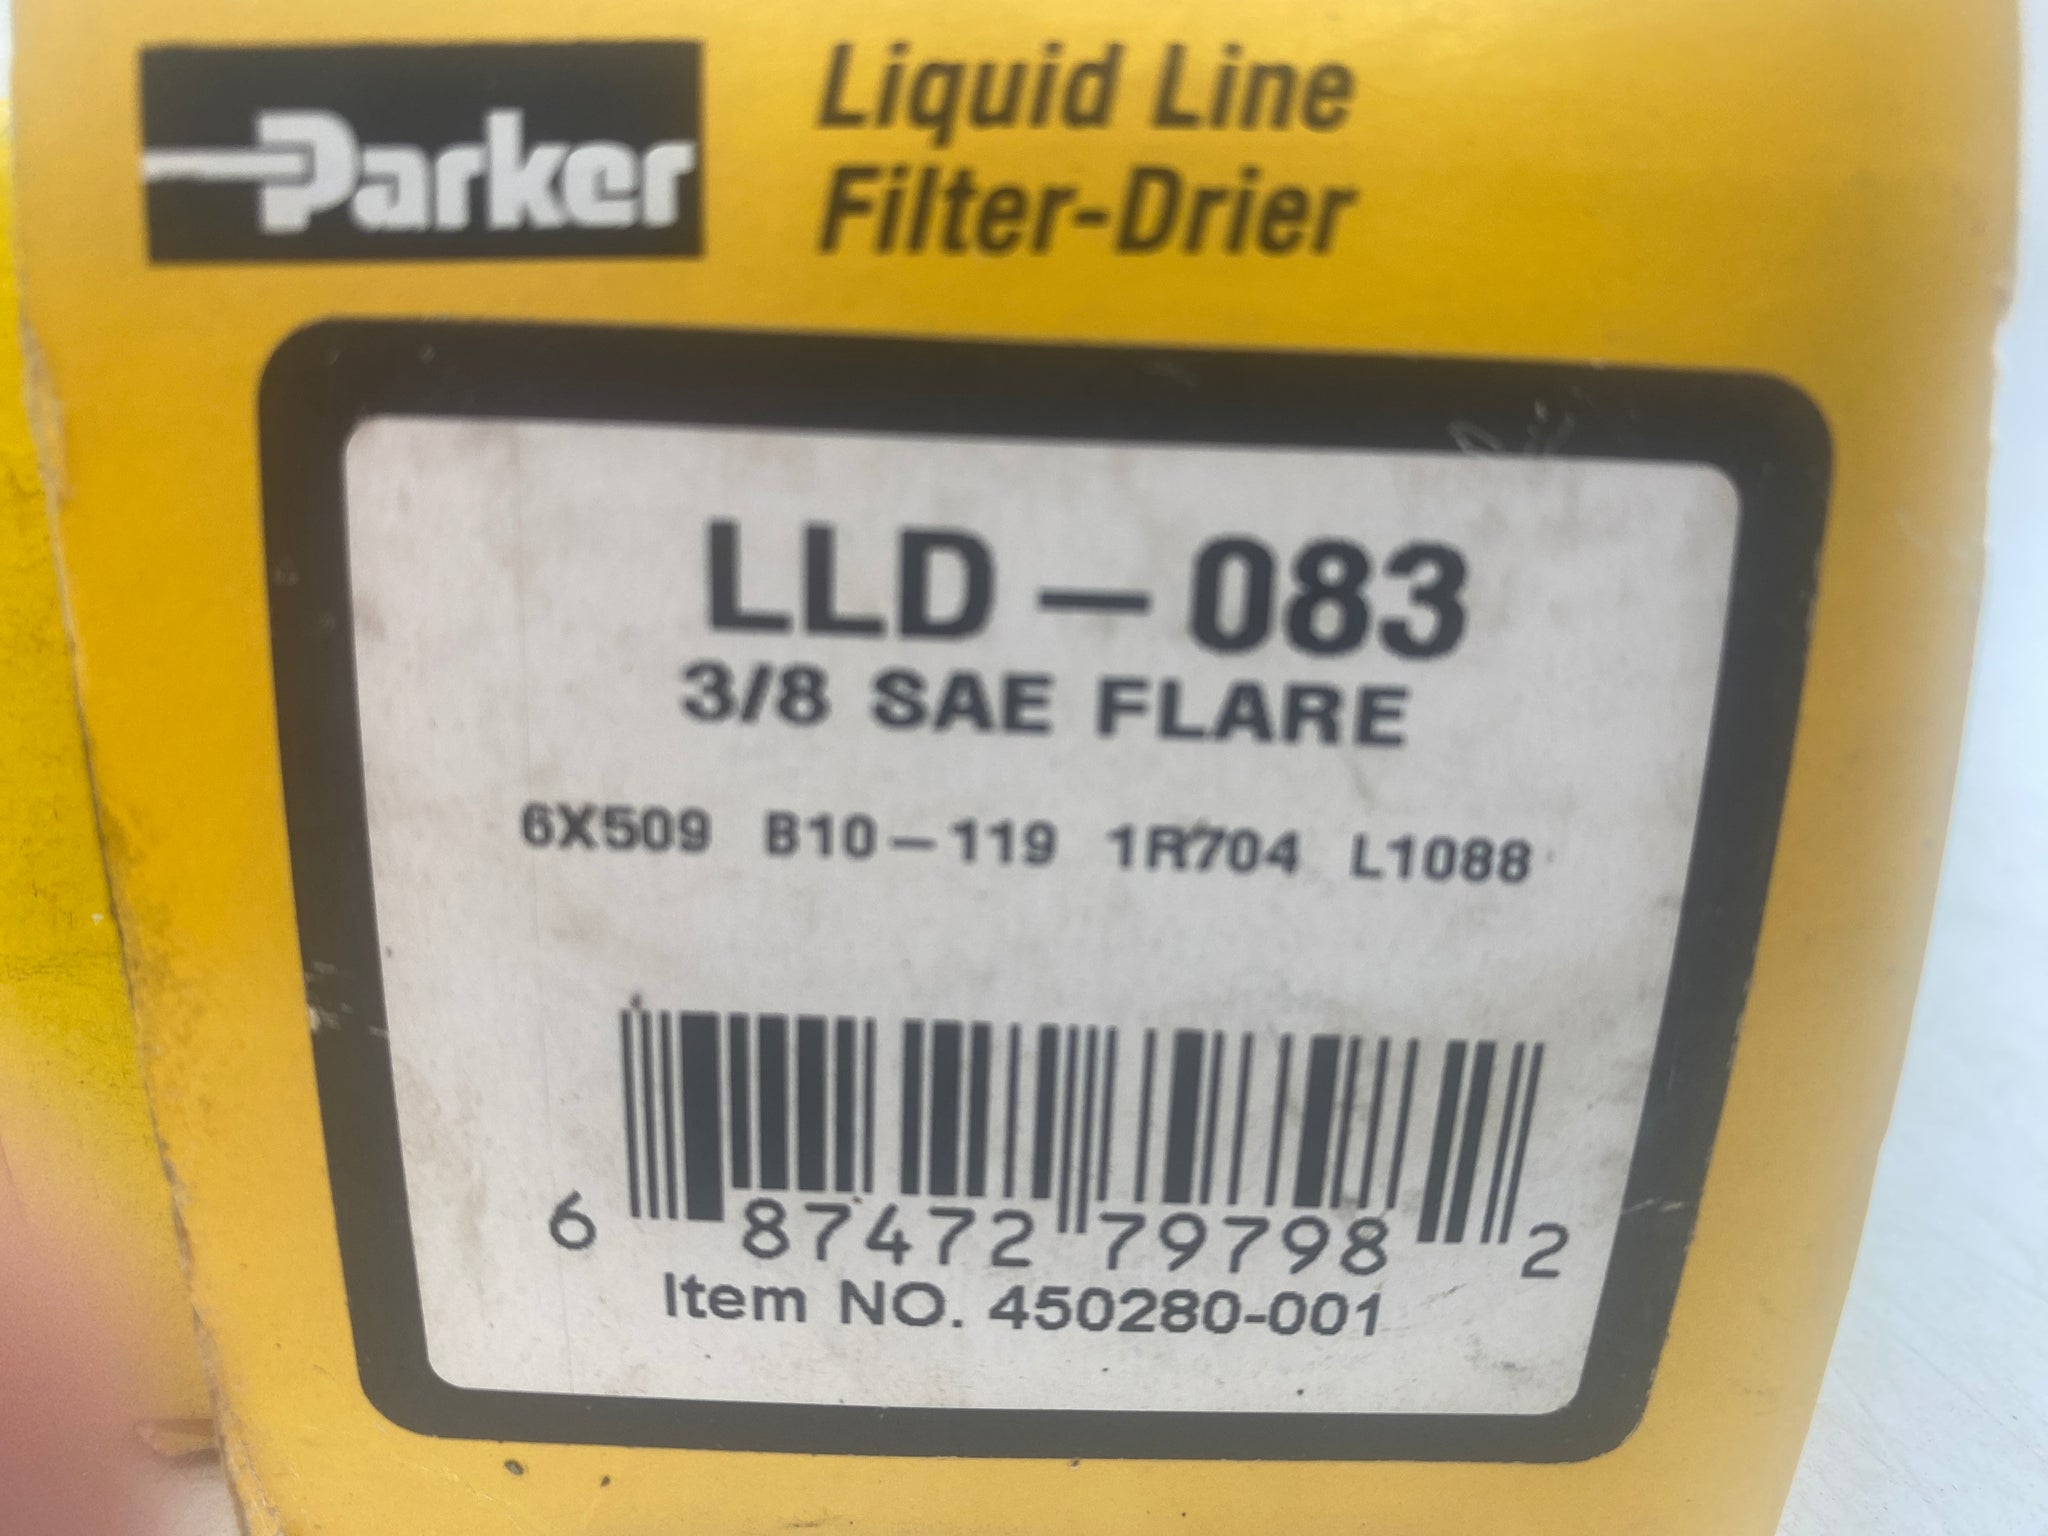 Parker
Liquid Line
Filter-Drier
LLD-083
3/8 SAE FLARE
6X509 B10-119 1R704 L1088
6 87472 79798 2
Item NO. 450280-001